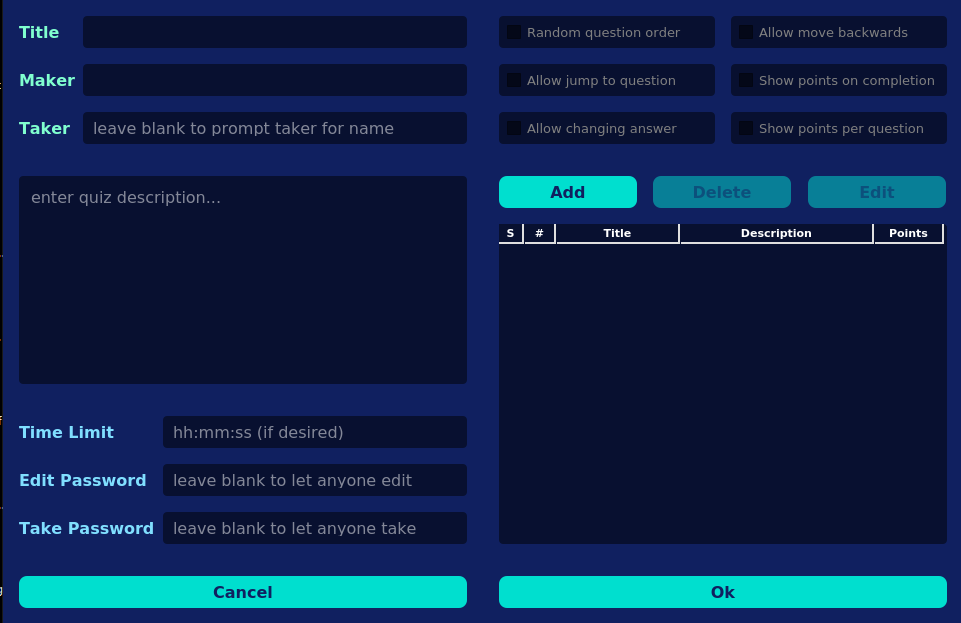 Title
Maker
Taker leave blank to prompt taker for name
Random question order Allow move backwards
Allow jump to question Show points on completion
Allow changing answer Show points per question
enter quiz description...
Add Delete Edit
S # Title Description Points
Time Limit hh:mm:ss (if desired)
Edit Password leave blank to let anyone edit
Take Password leave blank to let anyone take
Cancel Ok